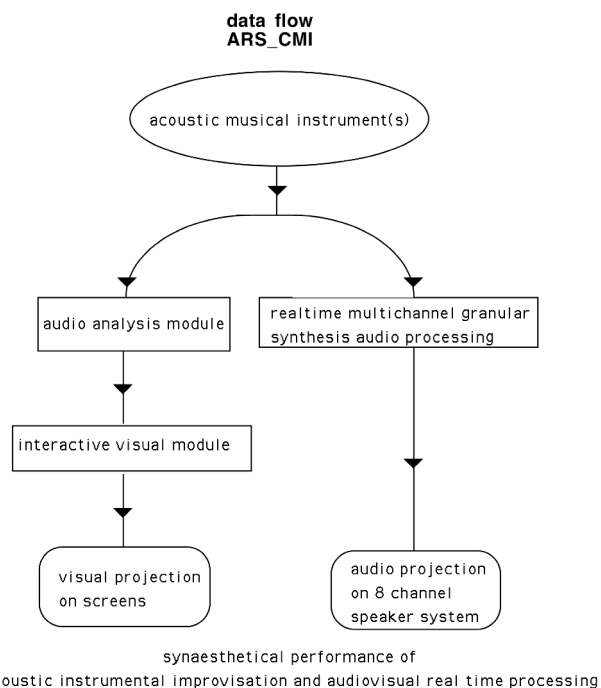 data flow
ARS_CMI
acoustic musical instrument(s)
audio analysis module
realtime multichannel granular
synthesis audio processing
interactive visual module
visual projection
on screens
audio projection
on 8 channel
speaker system
synaesthetical performance of
oustic instrumental improvisation and audiovisual real time processing